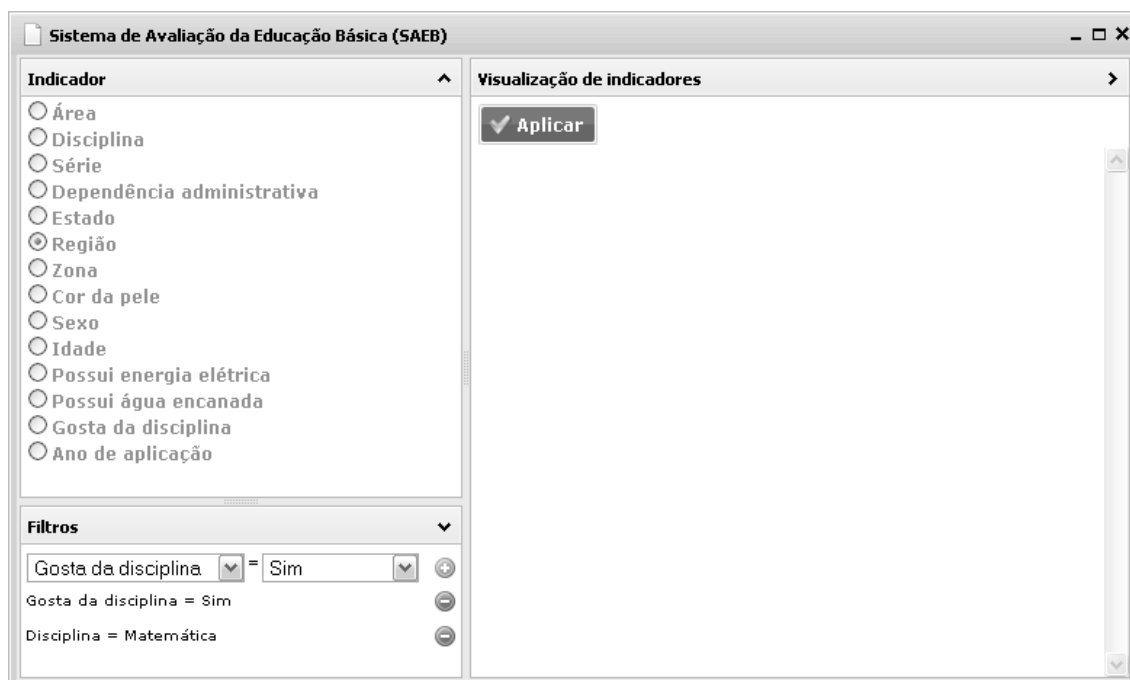 Sistema de Avaliação da Educação Básica (SAEB)
Indicador
Área
Disciplina
Série
Dependência administrativa
Estado
Região
Zona
Cor da pele
Sexo
Idade
Possui energia elétrica
Possui água encanada
Gosta da disciplina
Ano de aplicação
Filtros
Gosta da disciplina = Sim
Gosta da disciplina = Sim
Disciplina = Matemática
Visualização de indicadores
Aplicar